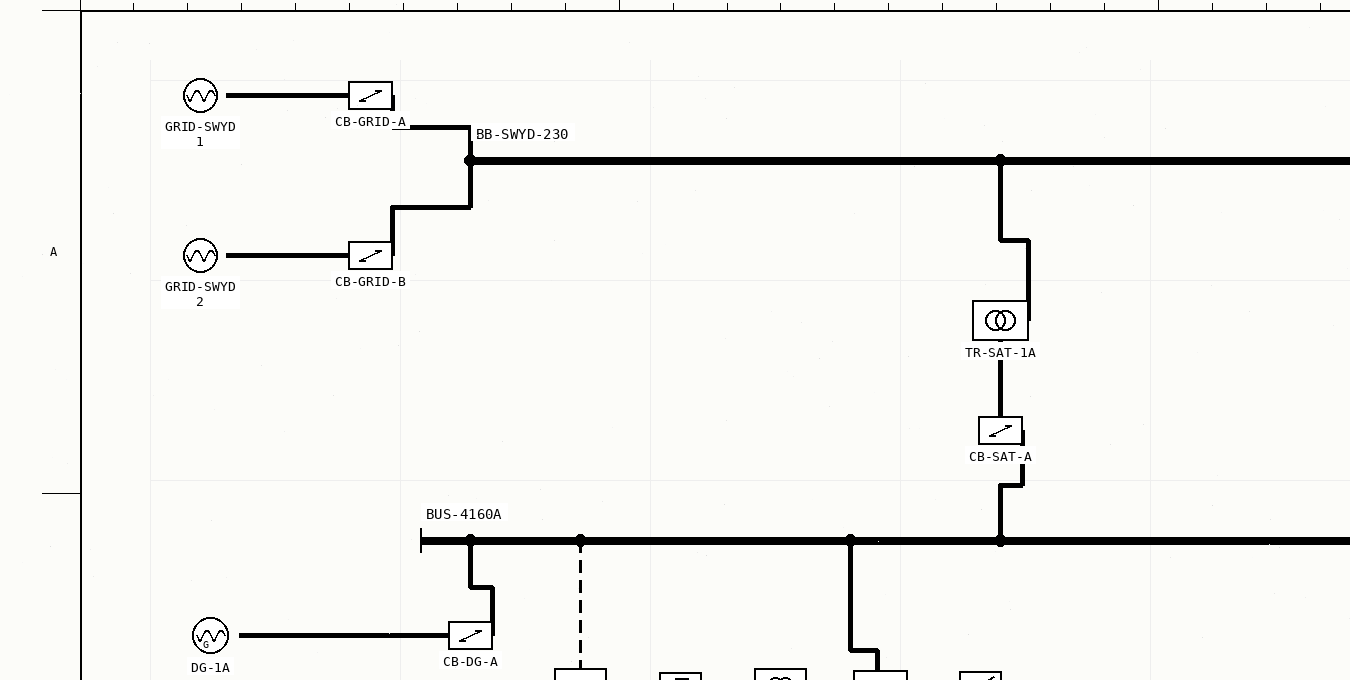 GRID-SWYD
1
CB-GRID-A
BB-SWYD-230
A
GRID-SWYD
2
CB-GRID-B
TR-SAT-1A
CB-SAT-A
BUS-4160A
G
DG-1A
CB-DG-A